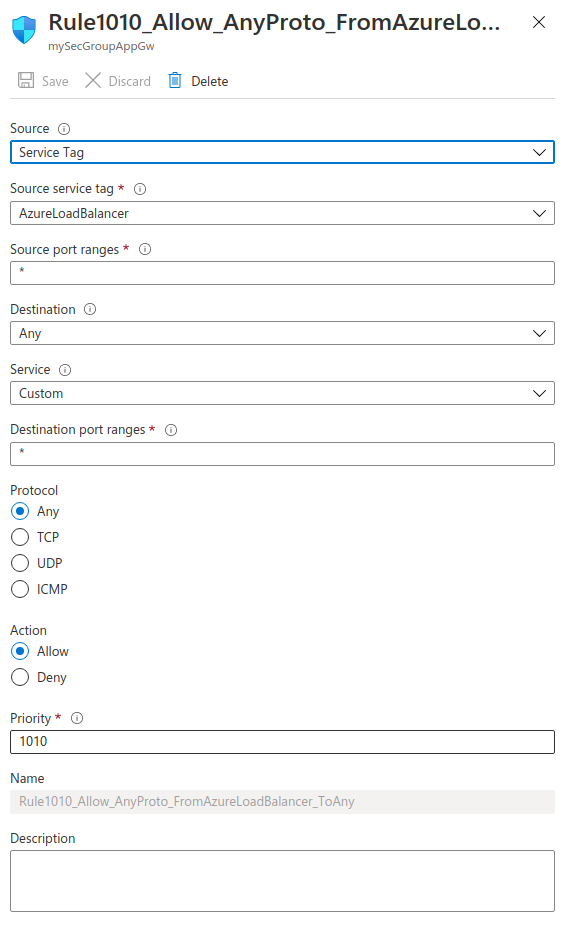 Rule1010_Allow_AnyProto_FromAzureLo...
mySecGroupAppGw
Save Discard Delete
Source
Service Tag
Source service tag *
AzureLoadBalancer
Source port ranges *
*
Destination
Any
Service
Custom
Destination port ranges *
*
Protocol
Any
TCP
UDP
ICMP
Action
Allow
Deny
Priority *
1010
Name
Rule1010_Allow_AnyProto_FromAzureLoadBalancer_ToAny
Description